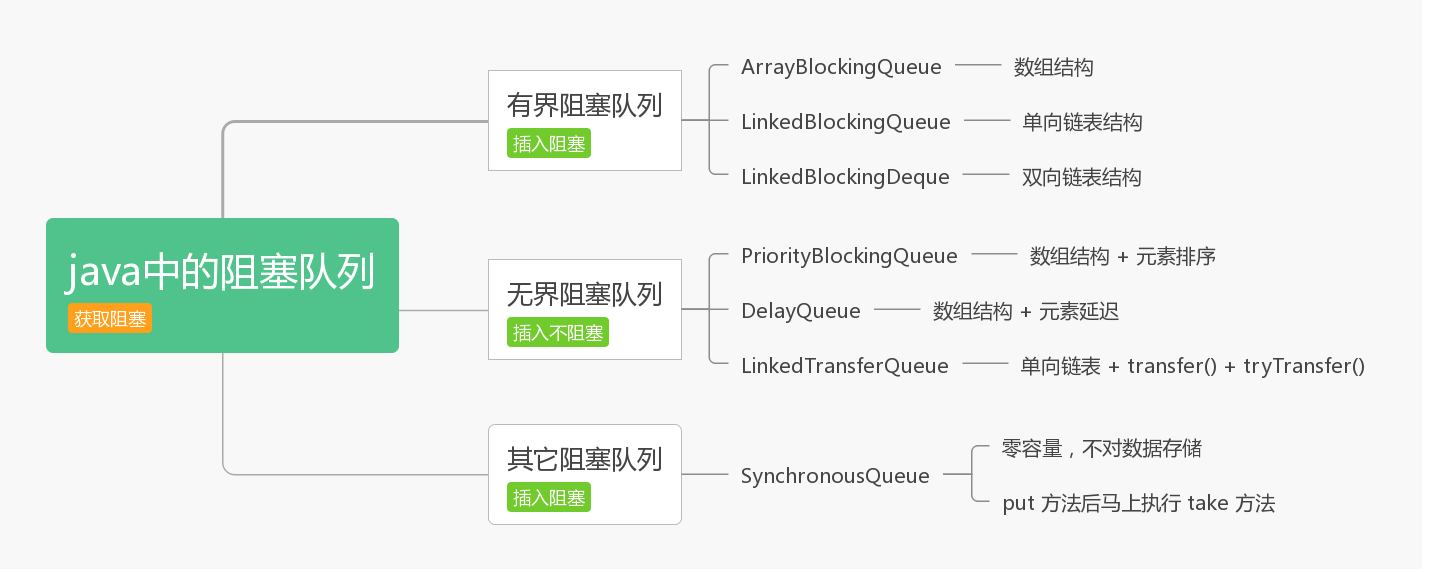 java中的阻塞队列
获取阻塞
有界阻塞队列
插入阻塞
ArrayBlockingQueue
数组结构
LinkedBlockingQueue
单向链表结构
LinkedBlockingDeque
双向链表结构
无界阻塞队列
插入不阻塞
PriorityBlockingQueue
数组结构 + 元素排序
DelayQueue
数组结构 + 元素延迟
LinkedTransferQueue
单向链表 + transfer() + tryTransfer()
其它阻塞队列
插入阻塞
SynchronousQueue
零容量，不对数据存储
put 方法后马上执行 take 方法